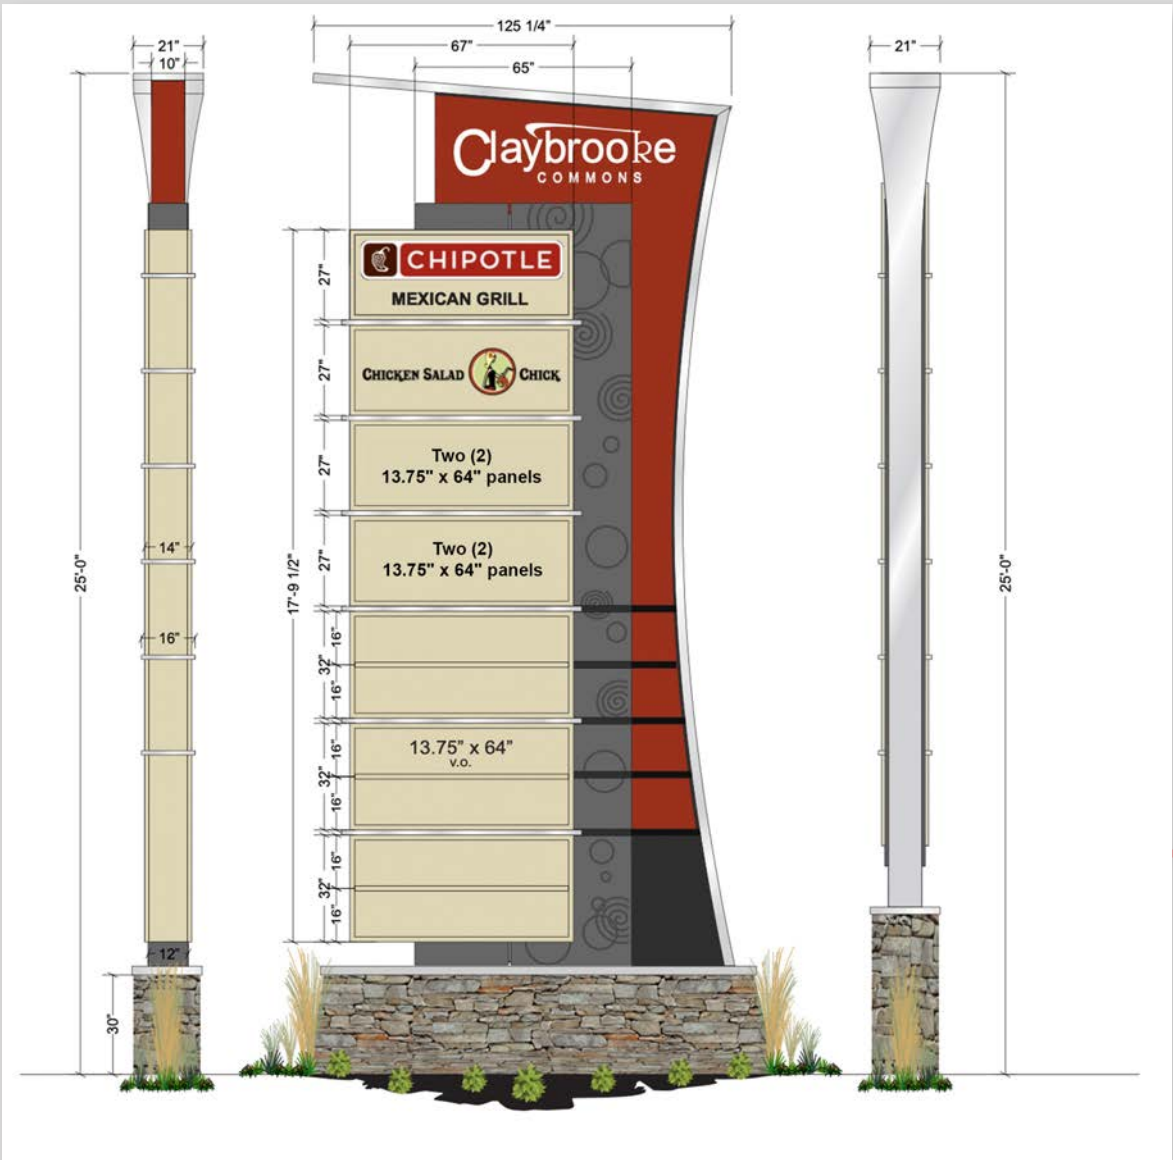 125 1/4"
21"
67"
21"
10"
65"
Claybrooke
COMMONS
CHIPOTLE
27"
MEXICAN GRILL
27"
CHICKEN SALAD CHICK
Two (2)
27"
13.75" x 64" panels
14"
Two (2)
27"
13.75" x 64" panels
25'-0"
17'-9 1/2"
25'-0"
16"
16"
32"
16"
16"
13.75" x 64"
v.o.
32"
16"
16"
32"
16"
12"
30"